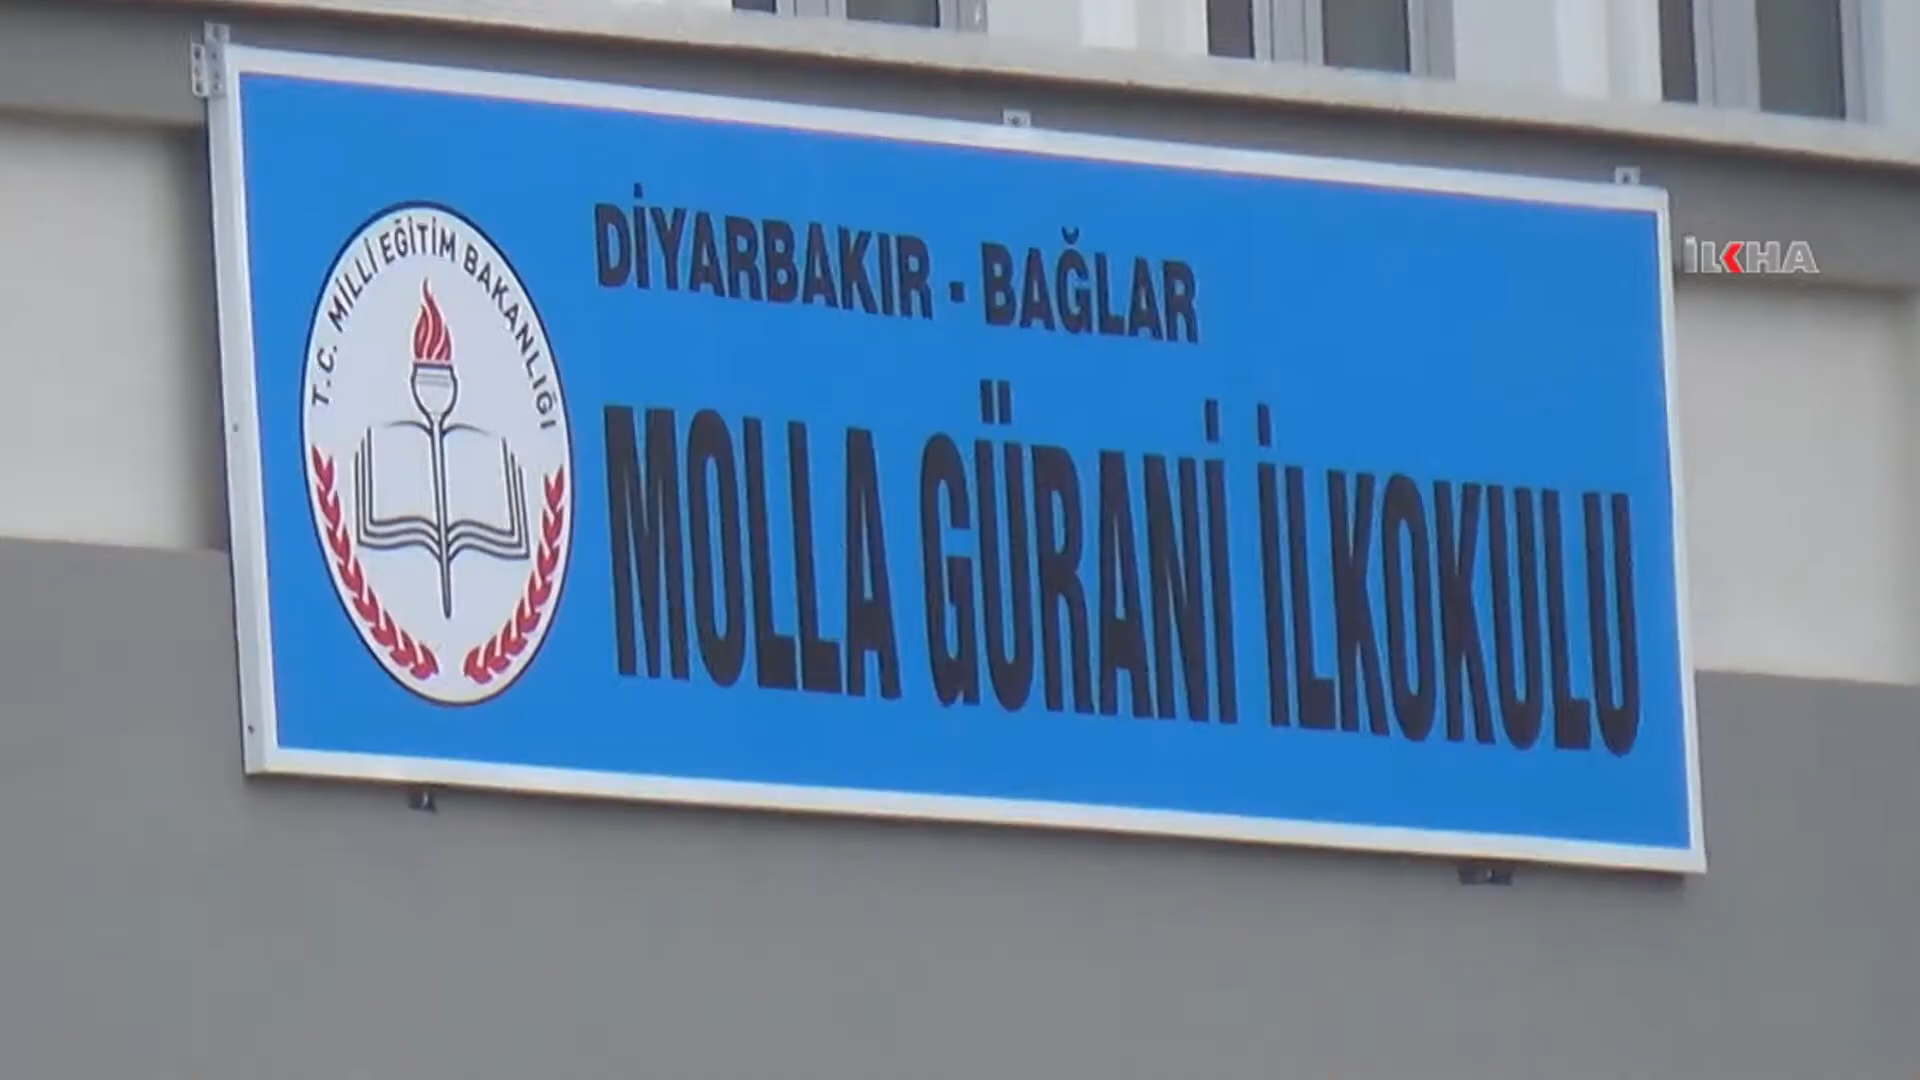 DİYARBAKIR - BAĞLAR
T.C. MİLLİ EĞİTİM BAKANLIĞI
MOLLA GÜRANİ İLKOKULU
İLKHA